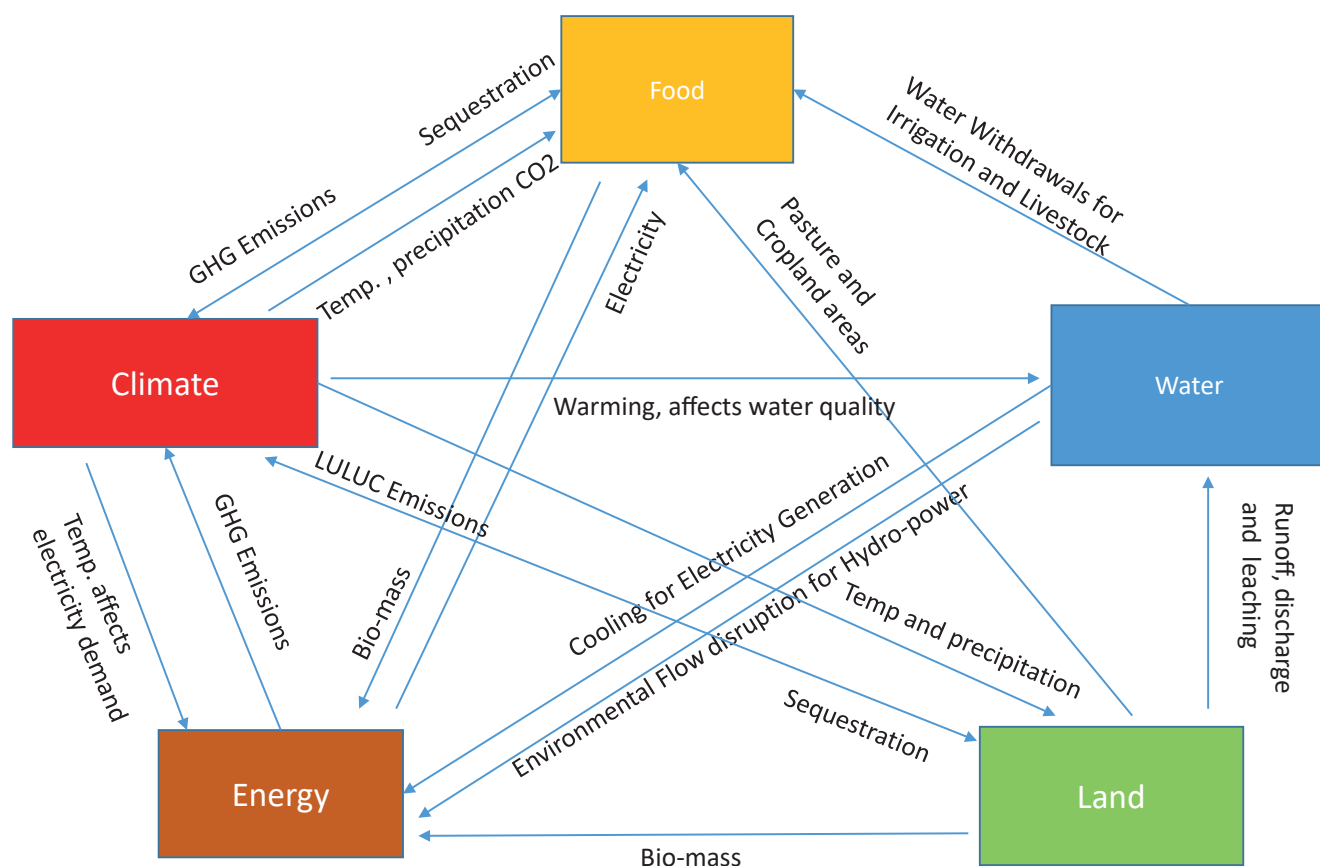 Food
Sequestration
GHG Emissions
Temp. , precipitation CO2
Water Withdrawals for
Irrigation and Livestock
Electricity
Pasture and
Cropland areas
Climate
Water
Warming, affects water quality
LULUC Emissions
Temp. affects
electricity demand
GHG Emissions
Bio-mass
Cooling for Electricity Generation
Environmental Flow disruption for Hydro-power
Temp and precipitation
Sequestration
Runoff, discharge
and leaching
Energy
Land
Bio-mass